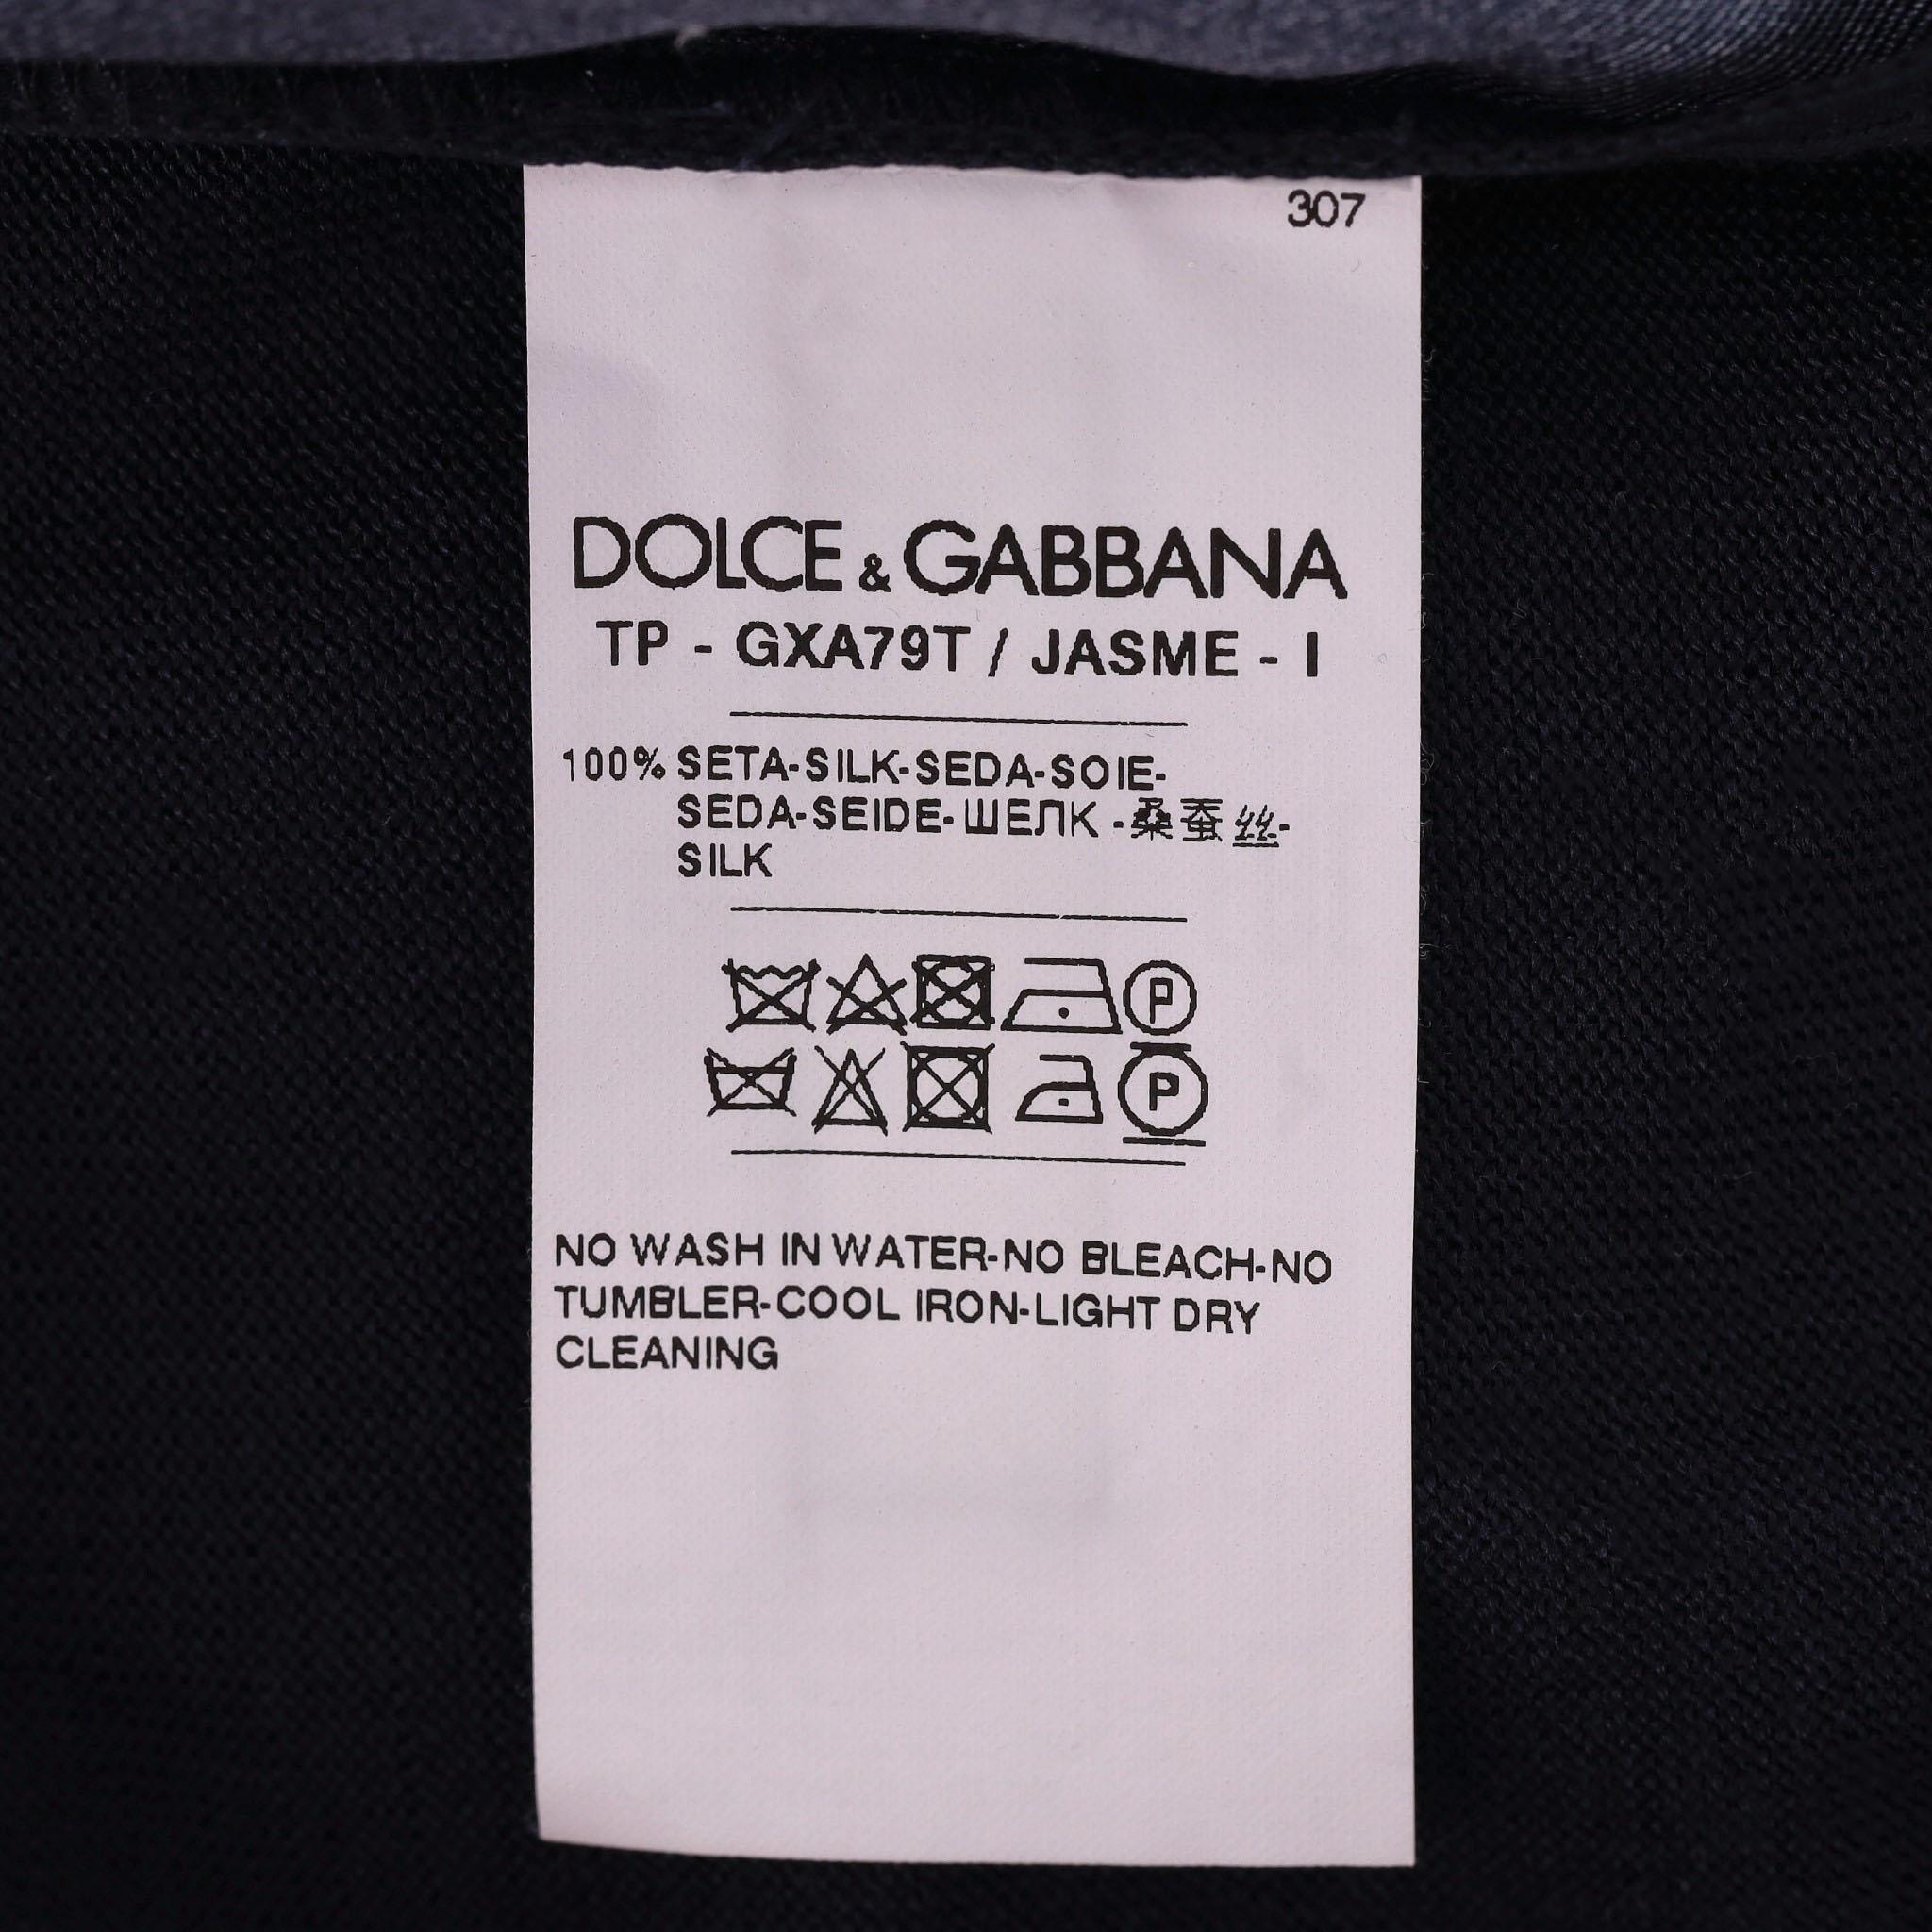 307
DOLCE & GABBANA
TP - GXA79T / JASME - I
100% SETA-SILK-SEDA-SOIE-
SEDA-SEIDE-ШЕЛК-桑蚕丝-
SILK
P
P
NO WASH IN WATER-NO BLEACH-NO
TUMBLER-COOL IRON-LIGHT DRY
CLEANING